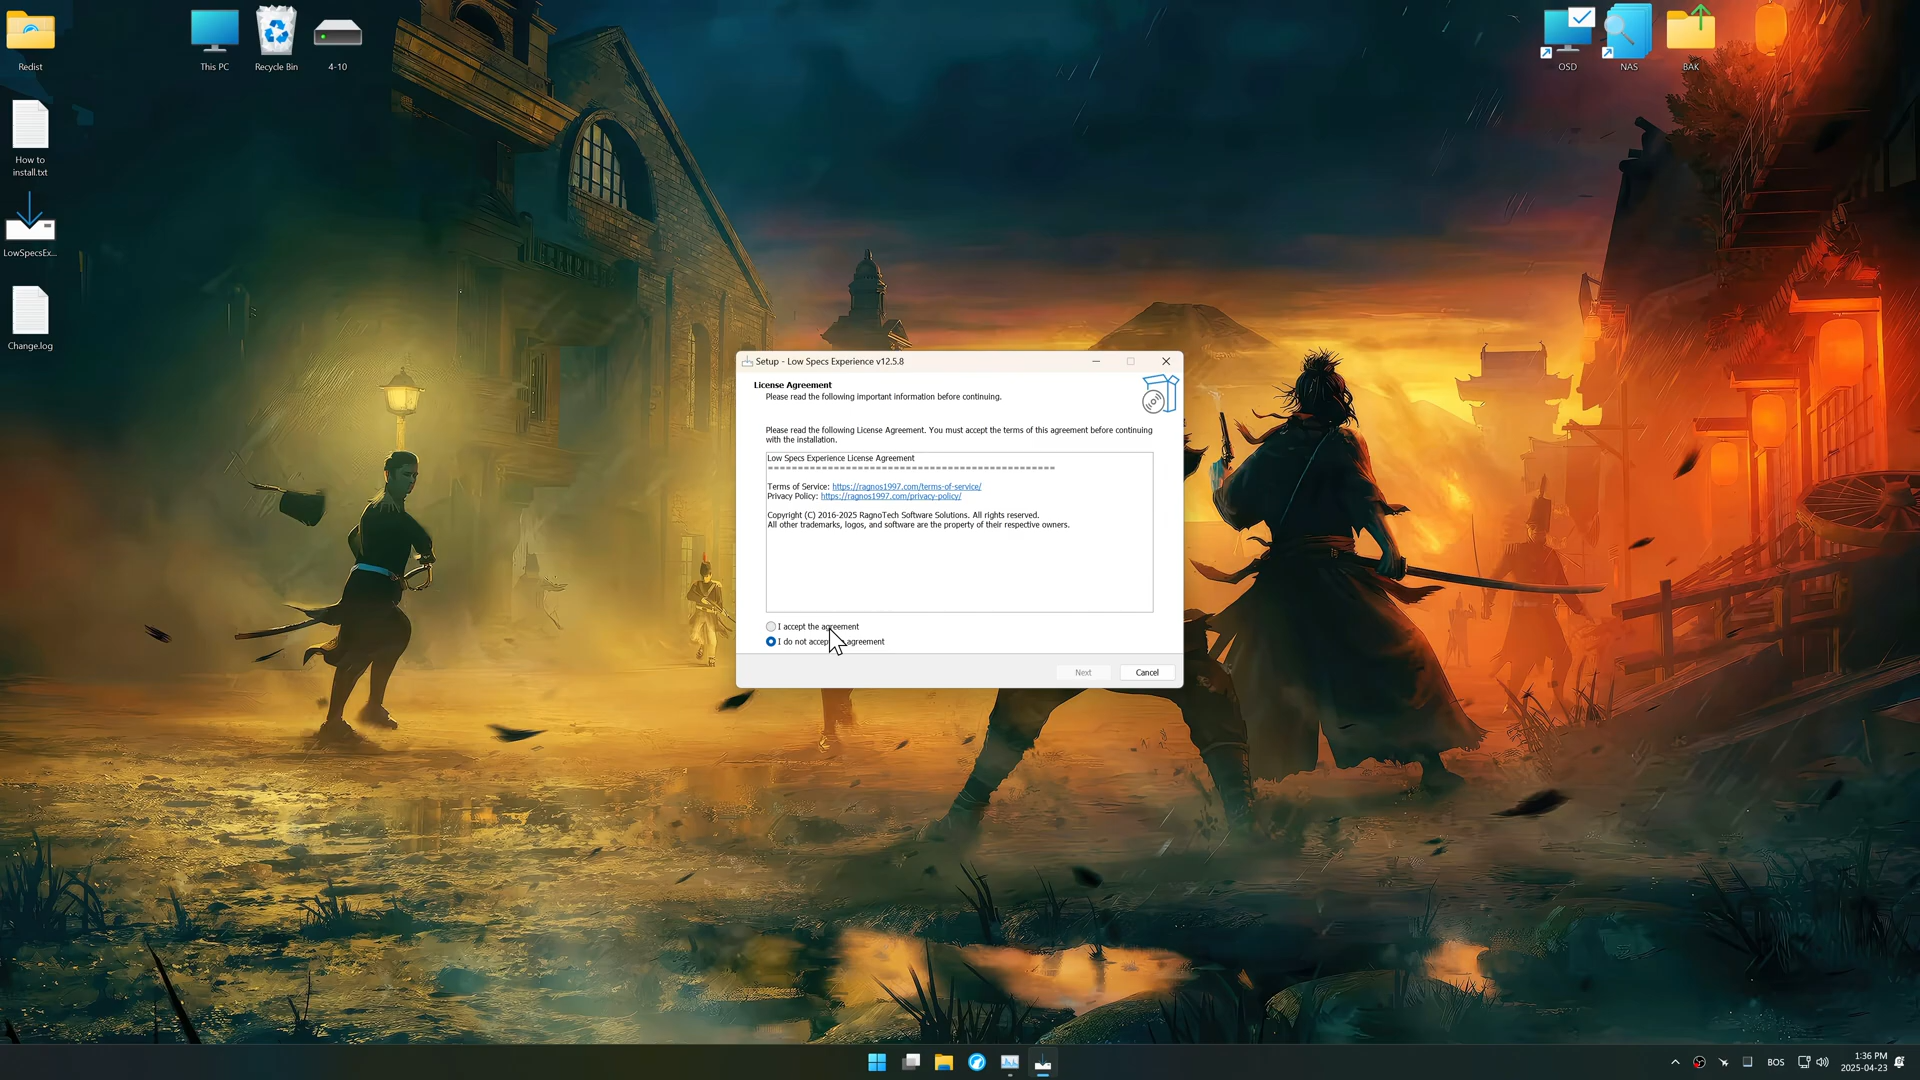 Redist
This PC
Recycle Bin
4-10
OSD
NAS
BAK
How to
install.txt
LowSpecsEx...
Change.log
Setup - Low Specs Experience v12.5.8
License Agreement
Please read the following important information before continuing.
Please read the following License Agreement. You must accept the terms of this agreement before continuing
with the installation.
Low Specs Experience License Agreement
================================================
Terms of Service: https://ragnos1997.com/terms-of-service/
Privacy Policy: https://ragnos1997.com/privacy-policy/
Copyright (C) 2016-2025 RagnoTech Software Solutions. All rights reserved.
All other trademarks, logos, and software are the property of their respective owners.
I accept the agreement
I do not accept agreement
Next
Cancel
BOS
1:36 PM
2025-04-23